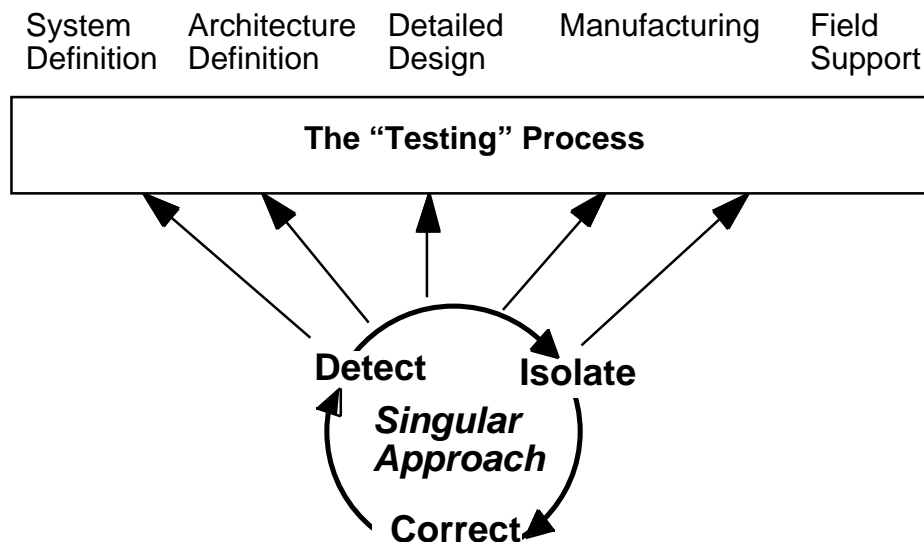 System Architecture Detailed Manufacturing Field
Definition Definition Design Support
The “Testing” Process
Detect Isolate
Singular
Approach
Correct